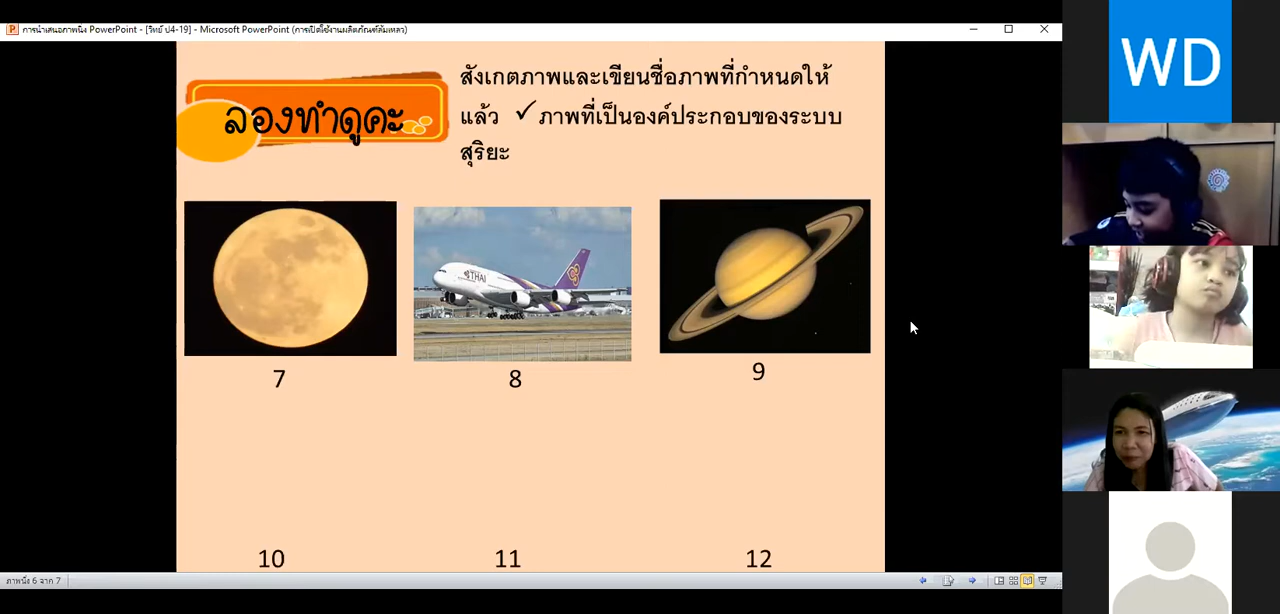 การนำเสนอภาพนิ่ง PowerPoint - [วิทย์ ป4-19] - Microsoft PowerPoint (การเปิดใช้งานผลิตภัณฑ์ล้มเหลว)
WD
ลองทำดูคะ
สังเกตภาพและเขียนชื่อภาพที่กำหนดให้
แล้ว ✓ ภาพที่เป็นองค์ประกอบของระบบ
สุริยะ
THAI
7
8
9
10
11
12
ภาพนิ่ง 6 จาก 7